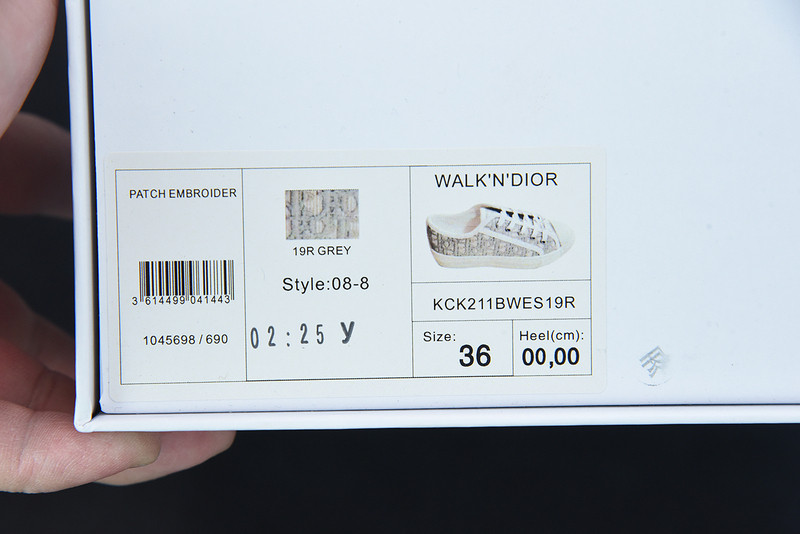 PATCH EMBROIDER
3 614499 041443
1045698 / 690
19R GREY
Style:08-8
02:25 Y
WALK'N'DIOR
KCK211BWES19R
Size:
36
Heel(cm):
00,00